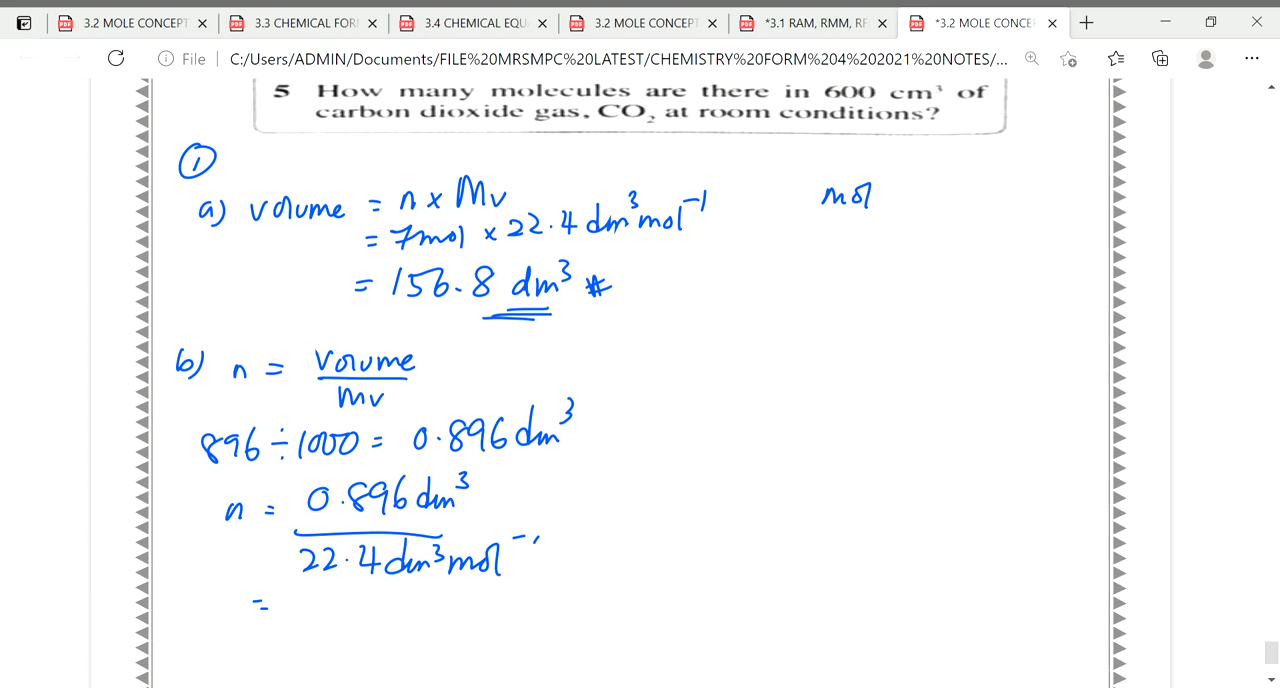 3.2 MOLE CONCEPT
3.3 CHEMICAL FOR
3.4 CHEMICAL EQU
3.2 MOLE CONCEPT
*3.1 RAM, RMM, RF
*3.2 MOLE CONCE
File
C:/Users/ADMIN/Documents/FILE%20MRSMPC%20LATEST/CHEMISTRY%20FORM%204%202021%20NOTES/...
5 How many molecules are there in 600 cm³ of
carbon dioxide gas, CO₂ at room conditions?
①
a) volume = n × Mv
mol
= 7mol × 22.4 dm³mol⁻¹
= 156.8 dm³ #
b) n = Volume
Mv
896 ÷ 1000 = 0.896 dm³
n = 0.896 dm³
22.4 dm³mol⁻¹
=